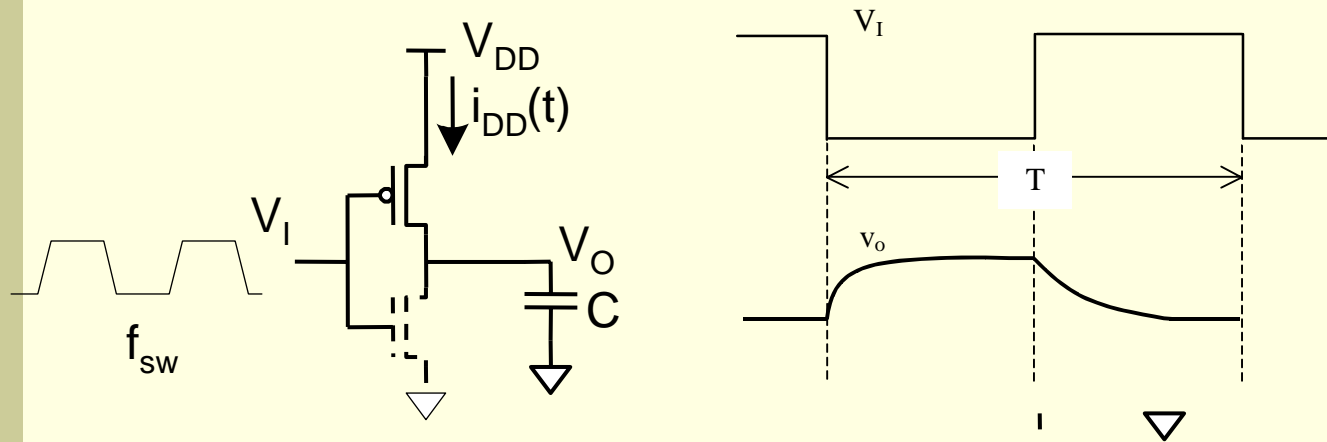 V_DD
i_DD(t)
V_I
V_O
C
f_sw
V_I
T
v_o